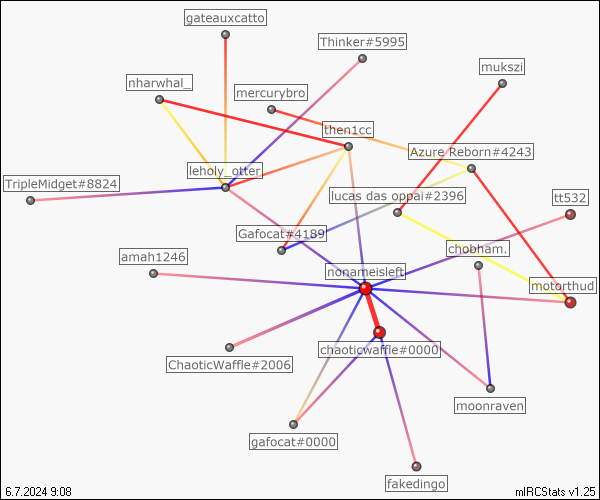 gateauxcatto
Thinker#5995
mukszi
nharwhal_
mercurybro
then1cc
Azure Reborn#4243
leholy_otter
TripleMidget#8824
lucas das oppai#2396
tt532
Gafocat#4189
chobham.
amah1246
nonameisleft
motorthud
chaoticwaffle#0000
ChaoticWaffle#2006
moonraven
gafocat#0000
fakedingo
6.7.2024 9:08
mIRCStats v1.25